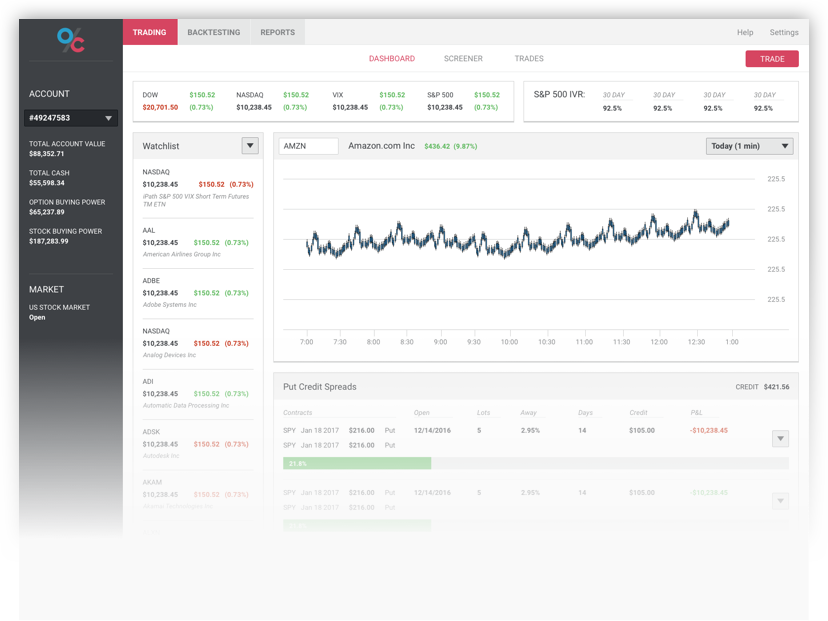 TRADING BACKTESTING REPORTS Help Settings
DASHBOARD SCREENER TRADES TRADE
ACCOUNT
#49247583
TOTAL ACCOUNT VALUE
$88,352.71
TOTAL CASH
$55,598.34
OPTION BUYING POWER
$65,237.89
STOCK BUYING POWER
$187,283.99
MARKET
US STOCK MARKET
Open
DOW $150.52 NASDAQ $150.52 VIX $150.52 S&P 500 $150.52
$20,701.50 (0.73%) $10,238.45 (0.73%) $10,238.45 (0.73%) $10,238.45 (0.73%)
S&P 500 IVR: 30 DAY 30 DAY 30 DAY 30 DAY
92.5% 92.5% 92.5% 92.5%
Watchlist
NASDAQ
$10,238.45 $150.52 (0.73%)
iPath S&P 500 VIX Short Term Futures
TM ETN
AAL
$10,238.45 $150.52 (0.73%)
American Airlines Group Inc
ADBE
$10,238.45 $150.52 (0.73%)
Adobe Systems Inc
NASDAQ
$10,238.45 $150.52 (0.73%)
Analog Devices Inc
ADI
$10,238.45 $150.52 (0.73%)
Automatic Data Processing Inc
ADSK
$10,238.45 $150.52 (0.73%)
Autodesk Inc
AKAM
$10,238.45 $150.52 (0.73%)
AMZN Amazon.com Inc $436.42 (9.87%) Today (1 min)
225.5
225.5
225.5
225.5
225.5
7:00 7:30 8:00 8:30 9:00 9:30 10:00 10:30 11:00 11:30 12:00 12:30 1:00
Put Credit Spreads CREDIT $421.56
Contracts Open Lots Away Days Credit P&L
SPY Jan 18 2017 $216.00 Put 12/14/2016 5 2.95% 14 $105.00 -$10,238.45
SPY Jan 18 2017 $216.00 Put
21.8%
SPY Jan 18 2017 $216.00 Put 12/14/2016 5 2.95% 14 $105.00 -$10,238.45
SPY Jan 18 2017 $216.00 Put